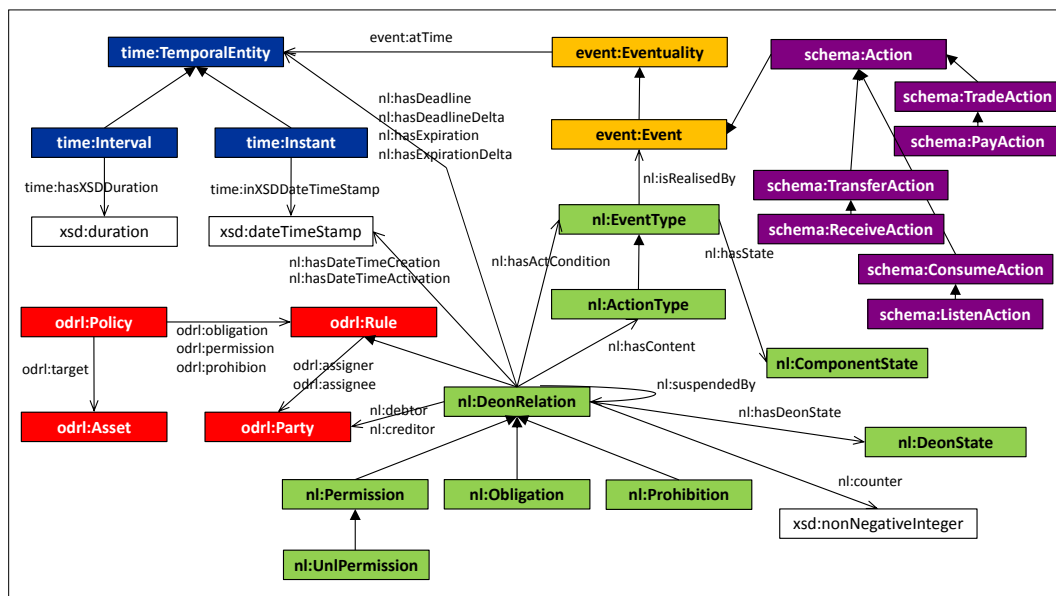 event:atTime
time:TemporalEntity
event:Eventuality
schema:Action
nl:hasDeadline
nl:hasDeadlineDelta
nl:hasExpiration
nl:hasExpirationDelta
schema:TradeAction
time:Interval
time:Instant
event:Event
schema:PayAction
time:hasXSDDuration
time:inXSDDateTimeStamp
nl:isRealisedBy
schema:TransferAction
xsd:duration
xsd:dateTimeStamp
nl:EventType
schema:ReceiveAction
nl:hasDateTimeCreation
nl:hasDateTimeActivation
nl:hasActCondition
nl:hasState
schema:ConsumeAction
nl:ActionType
schema:ListenAction
odrl:Policy
odrl:obligation
odrl:permission
odrl:prohibion
odrl:Rule
nl:hasContent
nl:ComponentState
odrl:target
odrl:assigner
odrl:assignee
nl:suspendedBy
nl:DeonRelation
nl:debtor
nl:creditor
nl:hasDeonState
odrl:Asset
odrl:Party
nl:DeonState
nl:counter
nl:Permission
nl:Obligation
nl:Prohibition
xsd:nonNegativeInteger
nl:UnlPermission